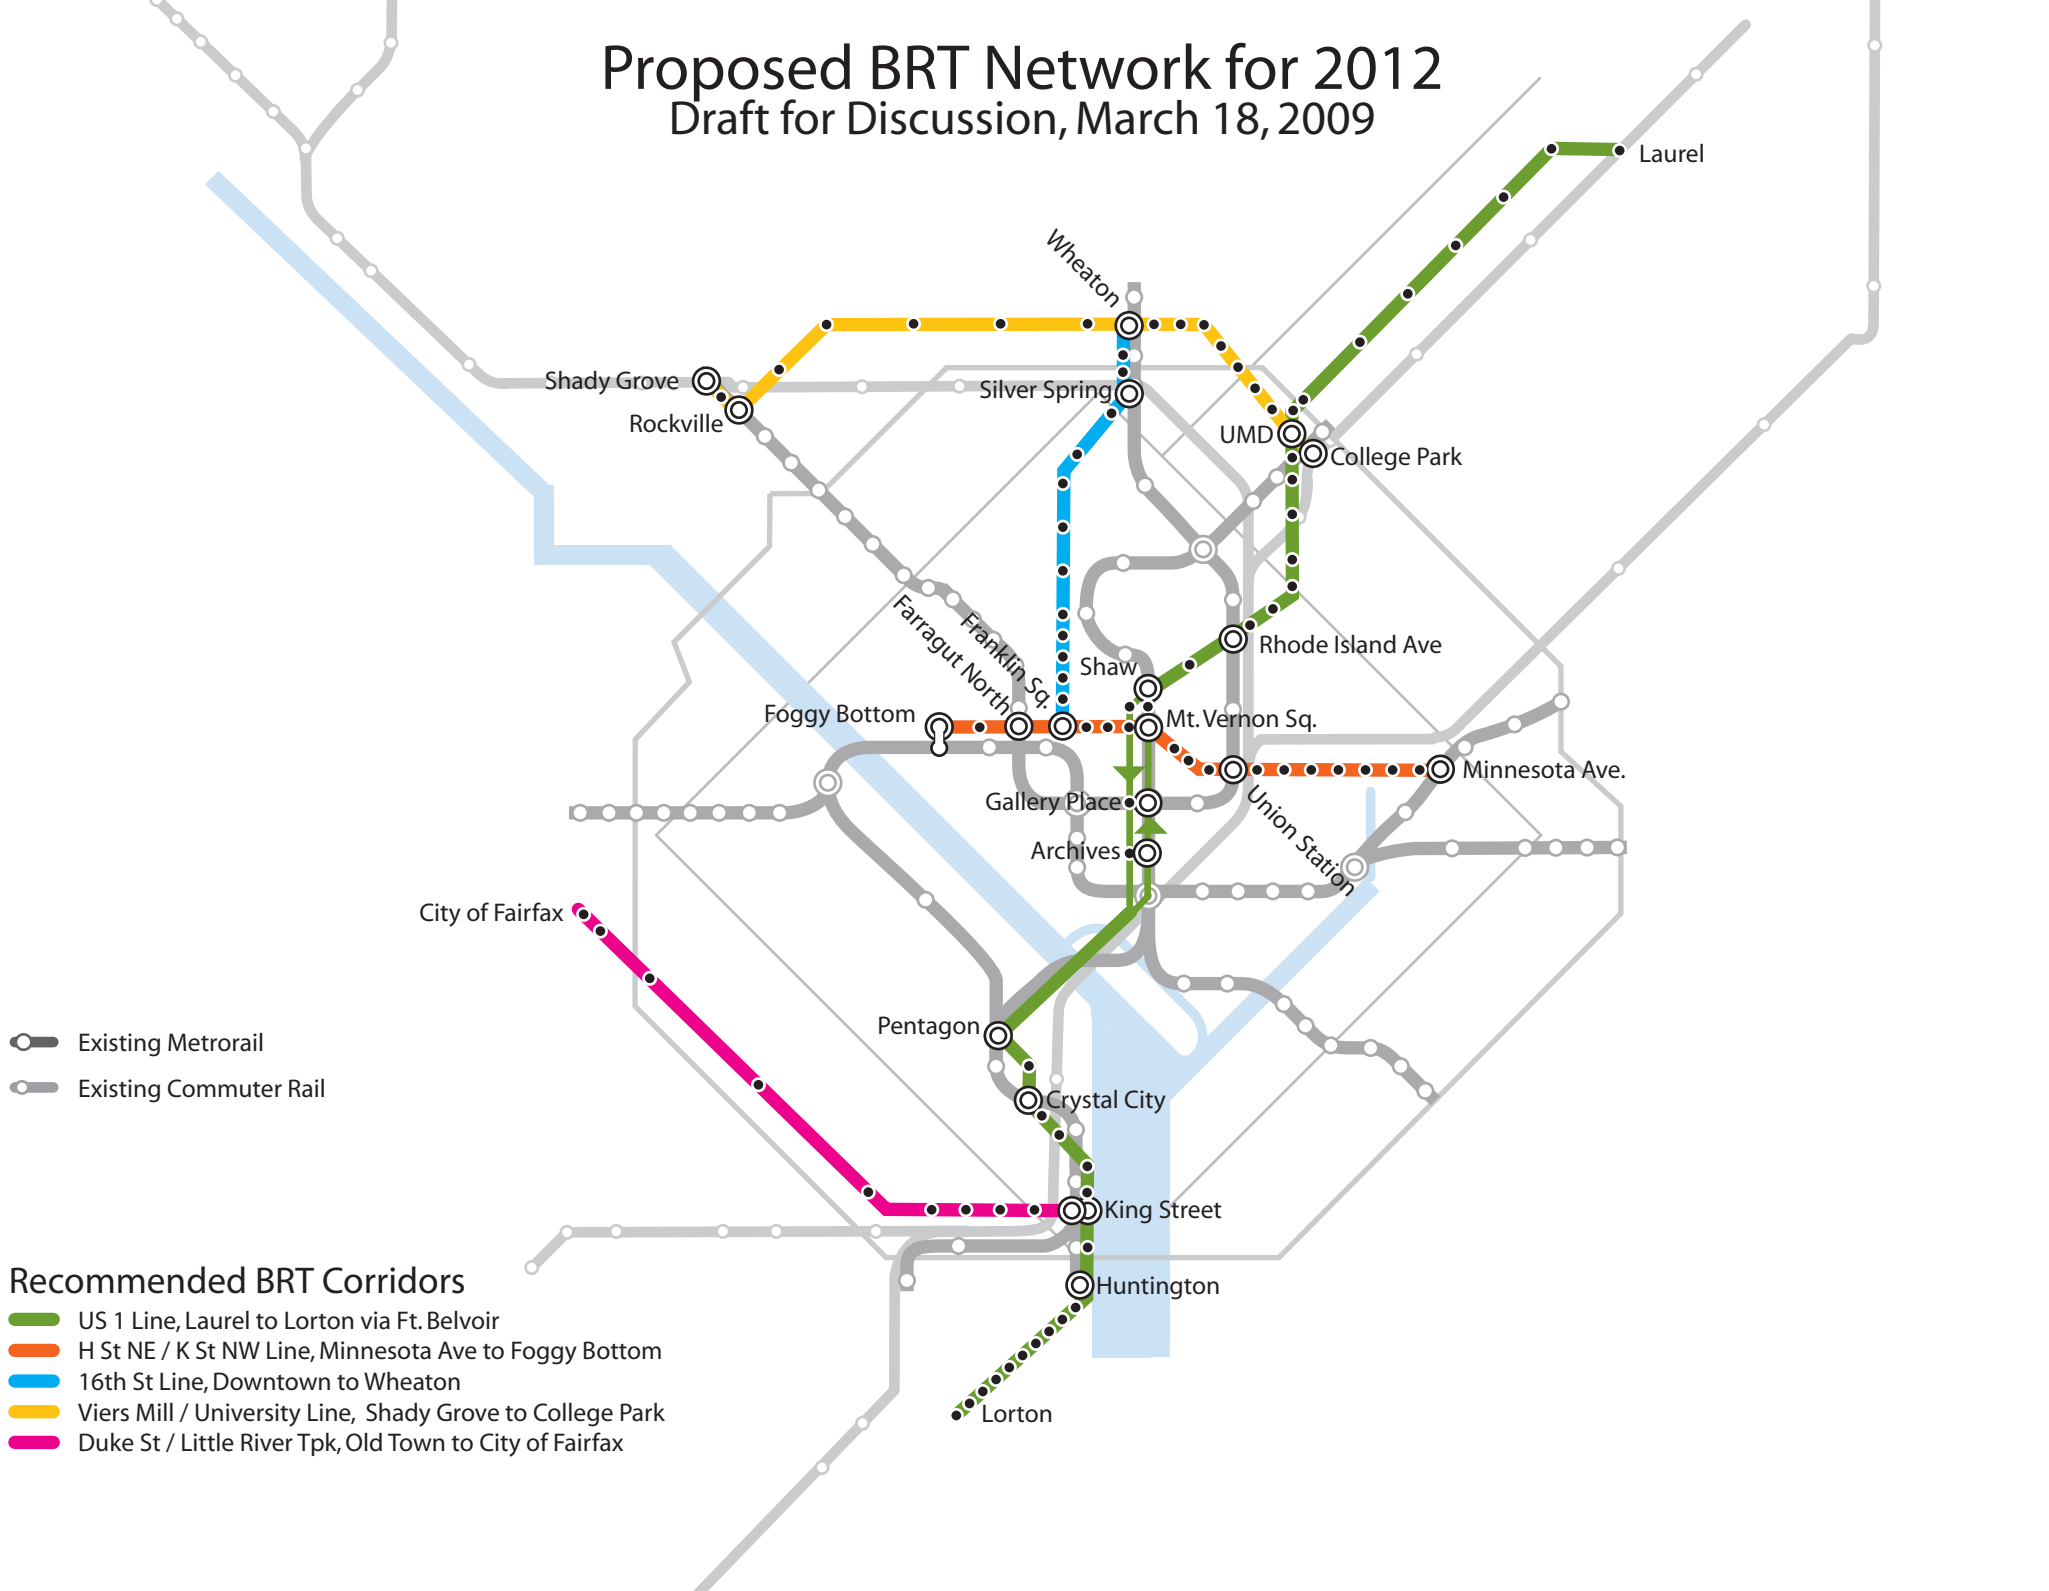 Proposed BRT Network for 2012
Draft for Discussion, March 18, 2009
Laurel
Wheaton
Shady Grove
Silver Spring
Rockville
UMD
College Park
Farragut North
Franklin Sq.
Rhode Island Ave
Shaw
Foggy Bottom
Mt. Vernon Sq.
Minnesota Ave.
Gallery Place
Union Station
Archives
City of Fairfax
Pentagon
Existing Metrorail
Existing Commuter Rail
Crystal City
King Street
Huntington
Lorton
Recommended BRT Corridors
US 1 Line, Laurel to Lorton via Ft. Belvoir
H St NE / K St NW Line, Minnesota Ave to Foggy Bottom
16th St Line, Downtown to Wheaton
Viers Mill / University Line, Shady Grove to College Park
Duke St / Little River Tpk, Old Town to City of Fairfax